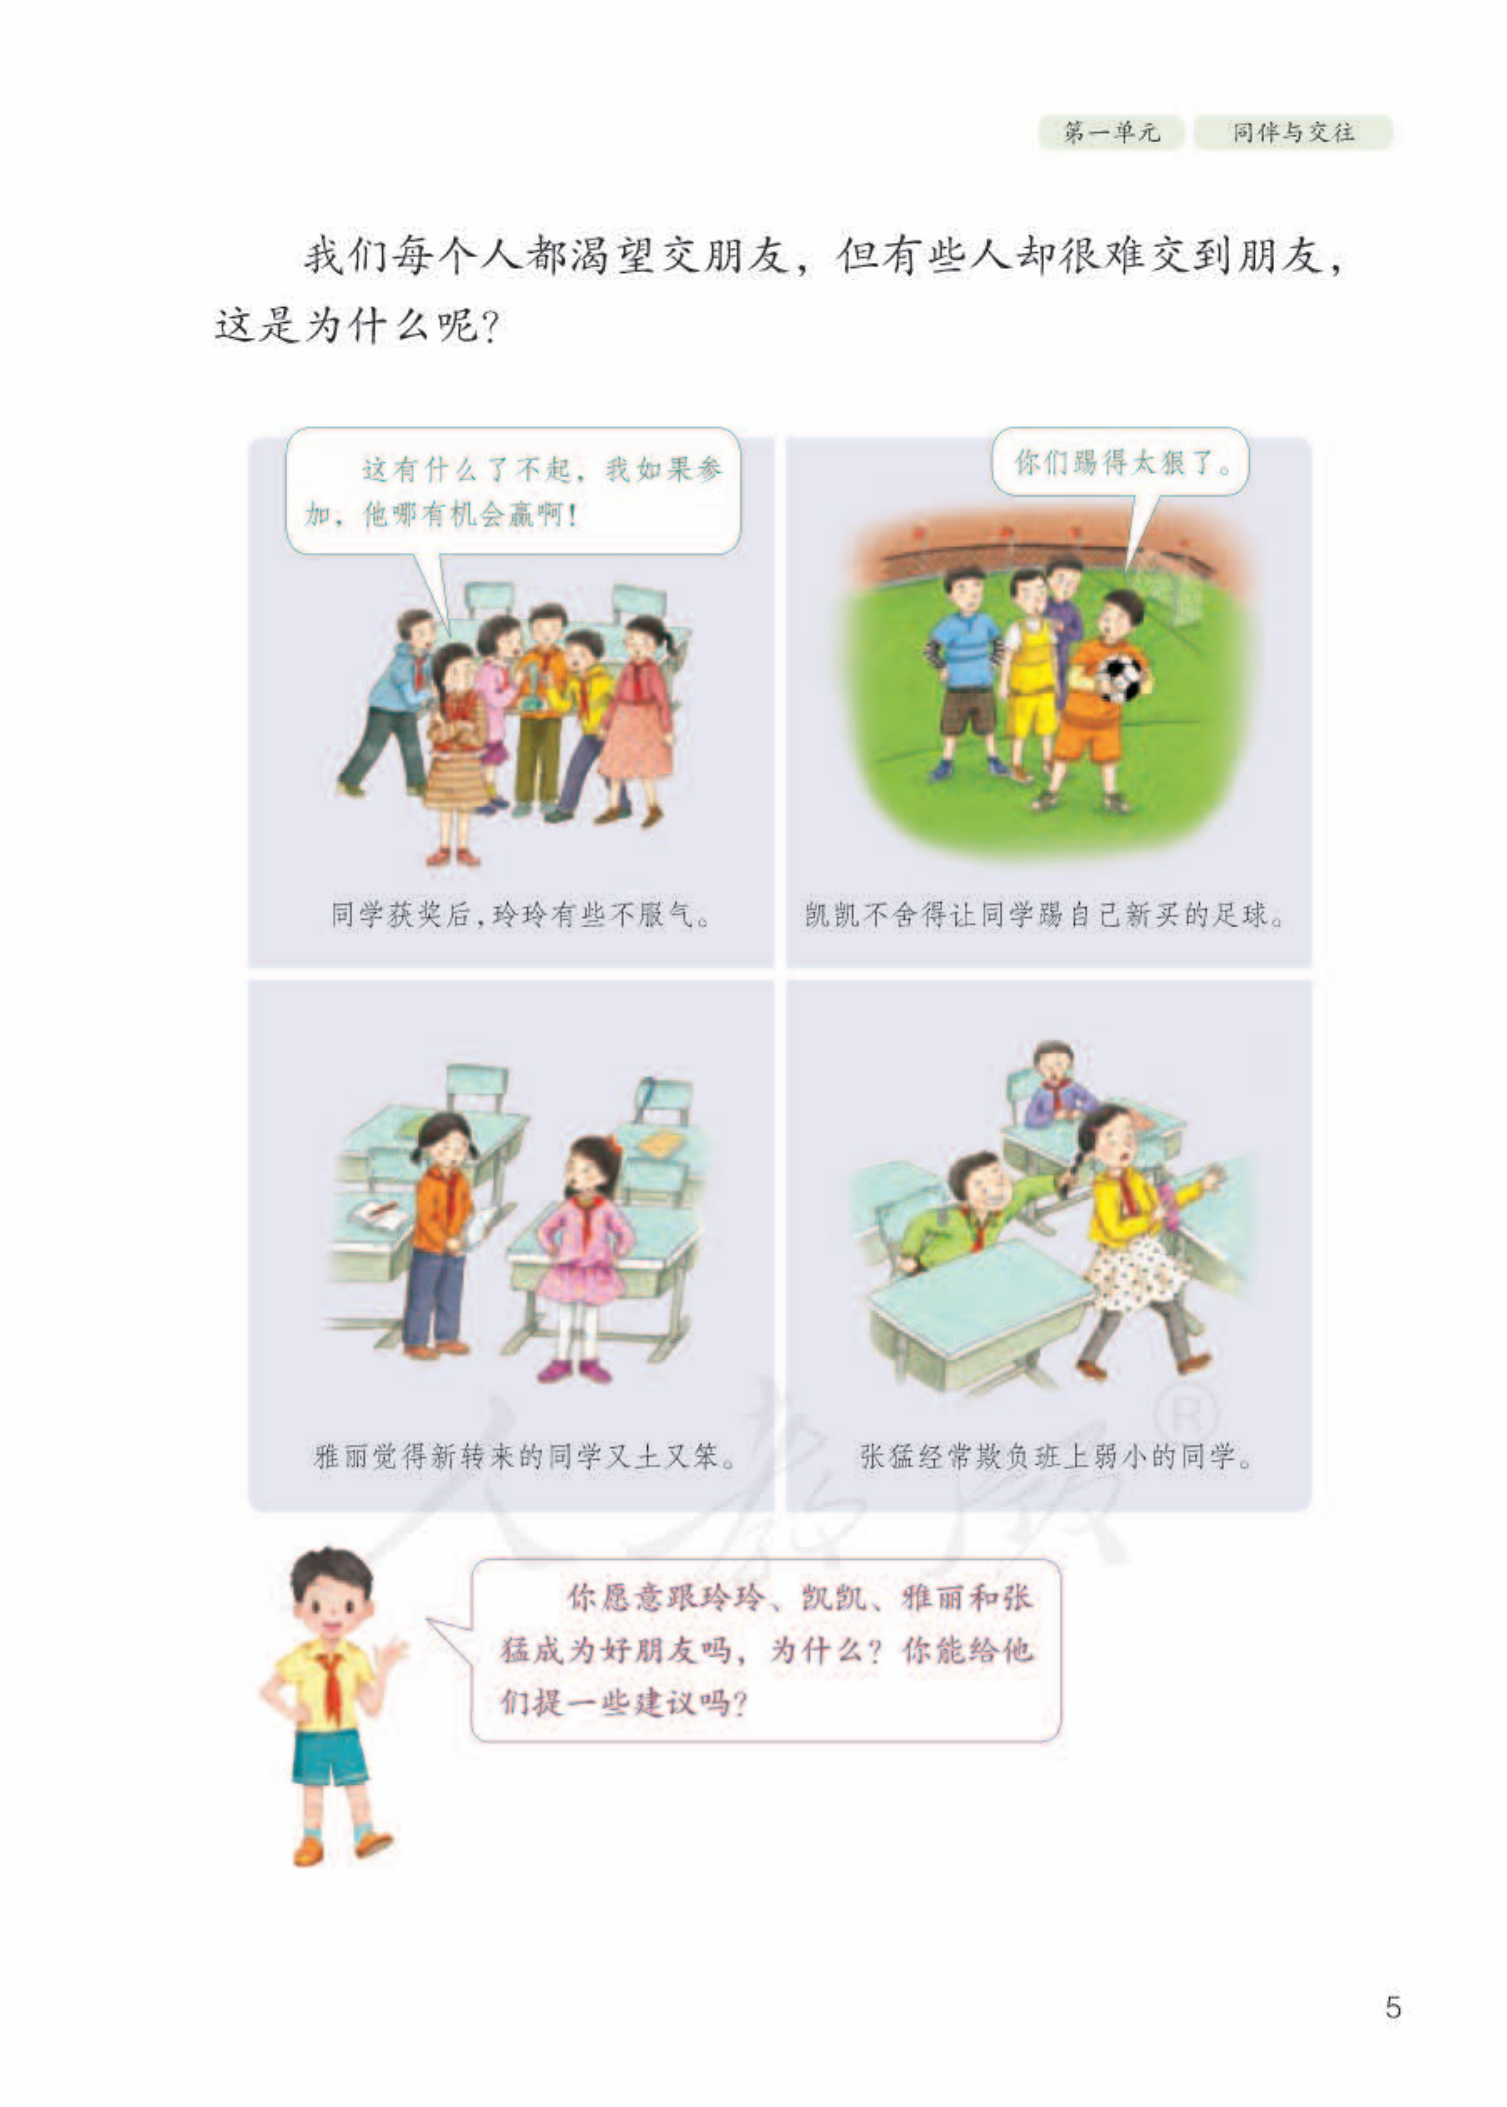 第一单元 同伴与交往
我们每个人都渴望交朋友，但有些人却很难交到朋友，
这是为什么呢？
这有什么了不起，我如果参
加，他哪有机会赢啊！
你们踢得太狠了。
同学获奖后，玲玲有些不服气。
凯凯不舍得让同学踢自己新买的足球。
雅丽觉得新转来的同学又土又笨。
张猛经常欺负班上弱小的同学。
人教版®
你愿意跟玲玲、凯凯、雅丽和张
猛成为好朋友吗，为什么？你能给他
们提一些建议吗？
5